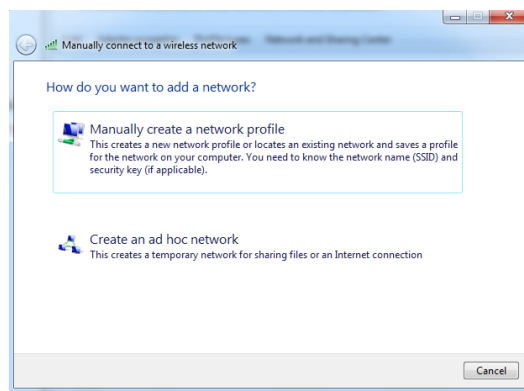 Manually connect to a wireless network
How do you want to add a network?
Manually create a network profile
This creates a new network profile or locates an existing network and saves a profile
for the network on your computer. You need to know the network name (SSID) and
security key (if applicable).
Create an ad hoc network
This creates a temporary network for sharing files or an Internet connection
Cancel